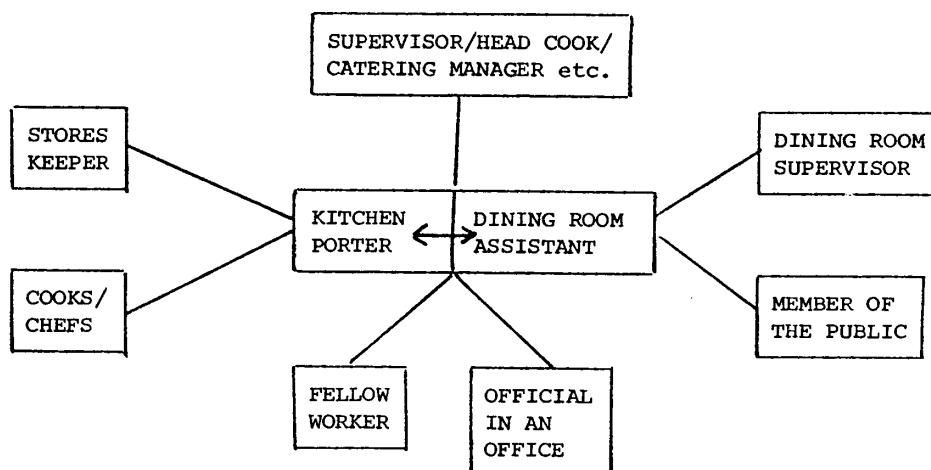 SUPERVISOR/HEAD COOK/
CATERING MANAGER etc.
STORES
KEEPER
DINING ROOM
SUPERVISOR
KITCHEN
PORTER
DINING ROOM
ASSISTANT
COOKS/
CHEFS
MEMBER OF
THE PUBLIC
FELLOW
WORKER
OFFICIAL
IN AN
OFFICE